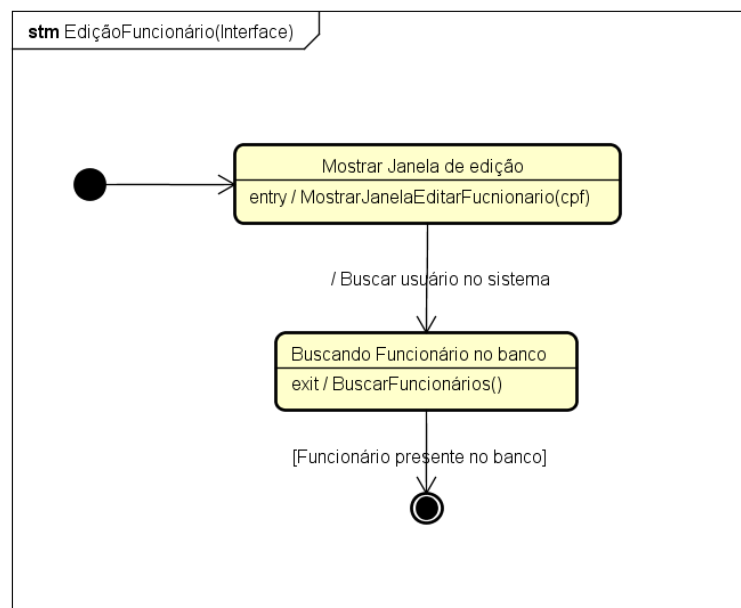 stm EdiçãoFuncionário(Interface)
Mostrar Janela de edição
entry / MostrarJanelaEditarFucnionario(cpf)
/ Buscar usuário no sistema
Buscando Funcionário no banco
exit / BuscarFuncionários()
[Funcionário presente no banco]